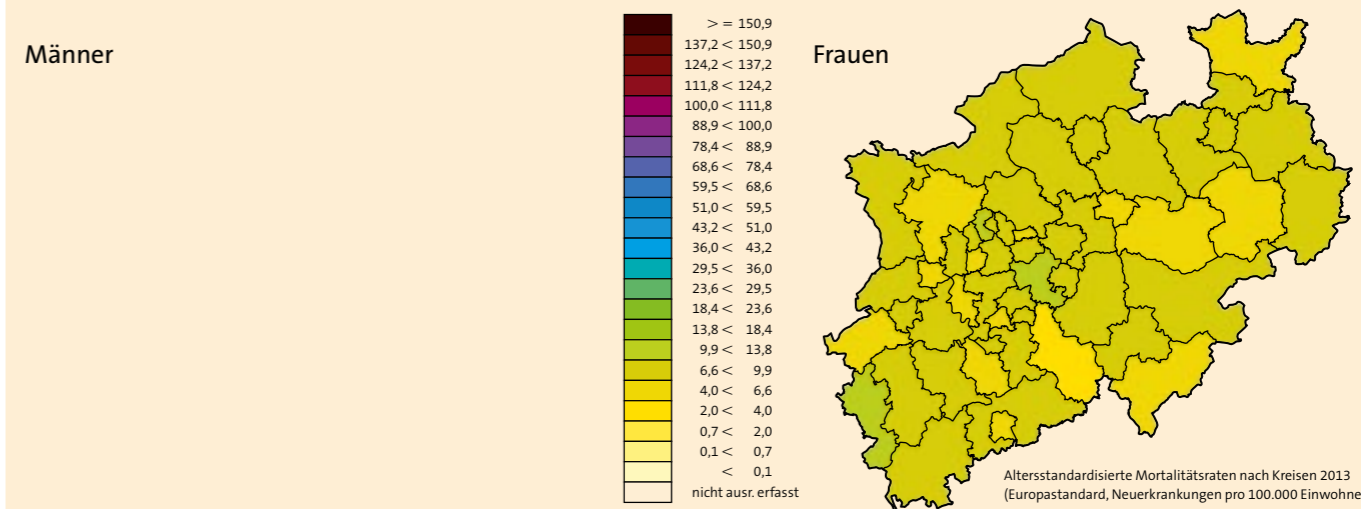 Männer
> = 150,9
137,2 < 150,9
124,2 < 137,2
111,8 < 124,2
100,0 < 111,8
88,9 < 100,0
78,4 < 88,9
68,6 < 78,4
59,5 < 68,6
51,0 < 59,5
43,2 < 51,0
36,0 < 43,2
29,5 < 36,0
23,6 < 29,5
18,4 < 23,6
13,8 < 18,4
9,9 < 13,8
6,6 < 9,9
4,0 < 6,6
2,0 < 4,0
0,7 < 2,0
0,1 < 0,7
< 0,1
nicht ausr. erfasst
Frauen
Altersstandardisierte Mortalitätsraten nach Kreisen 2013
(Europastandard, Neuerkrankungen pro 100.000 Einwohne